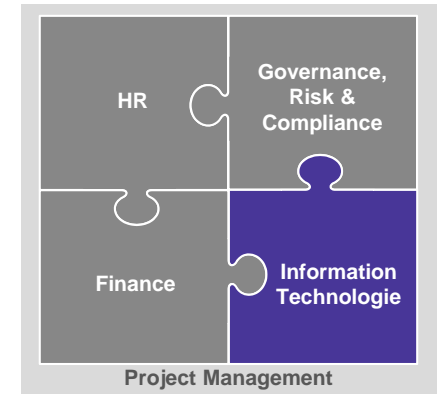 HR
Governance,
Risk &
Compliance
Finance
Information
Technologie
Project Management